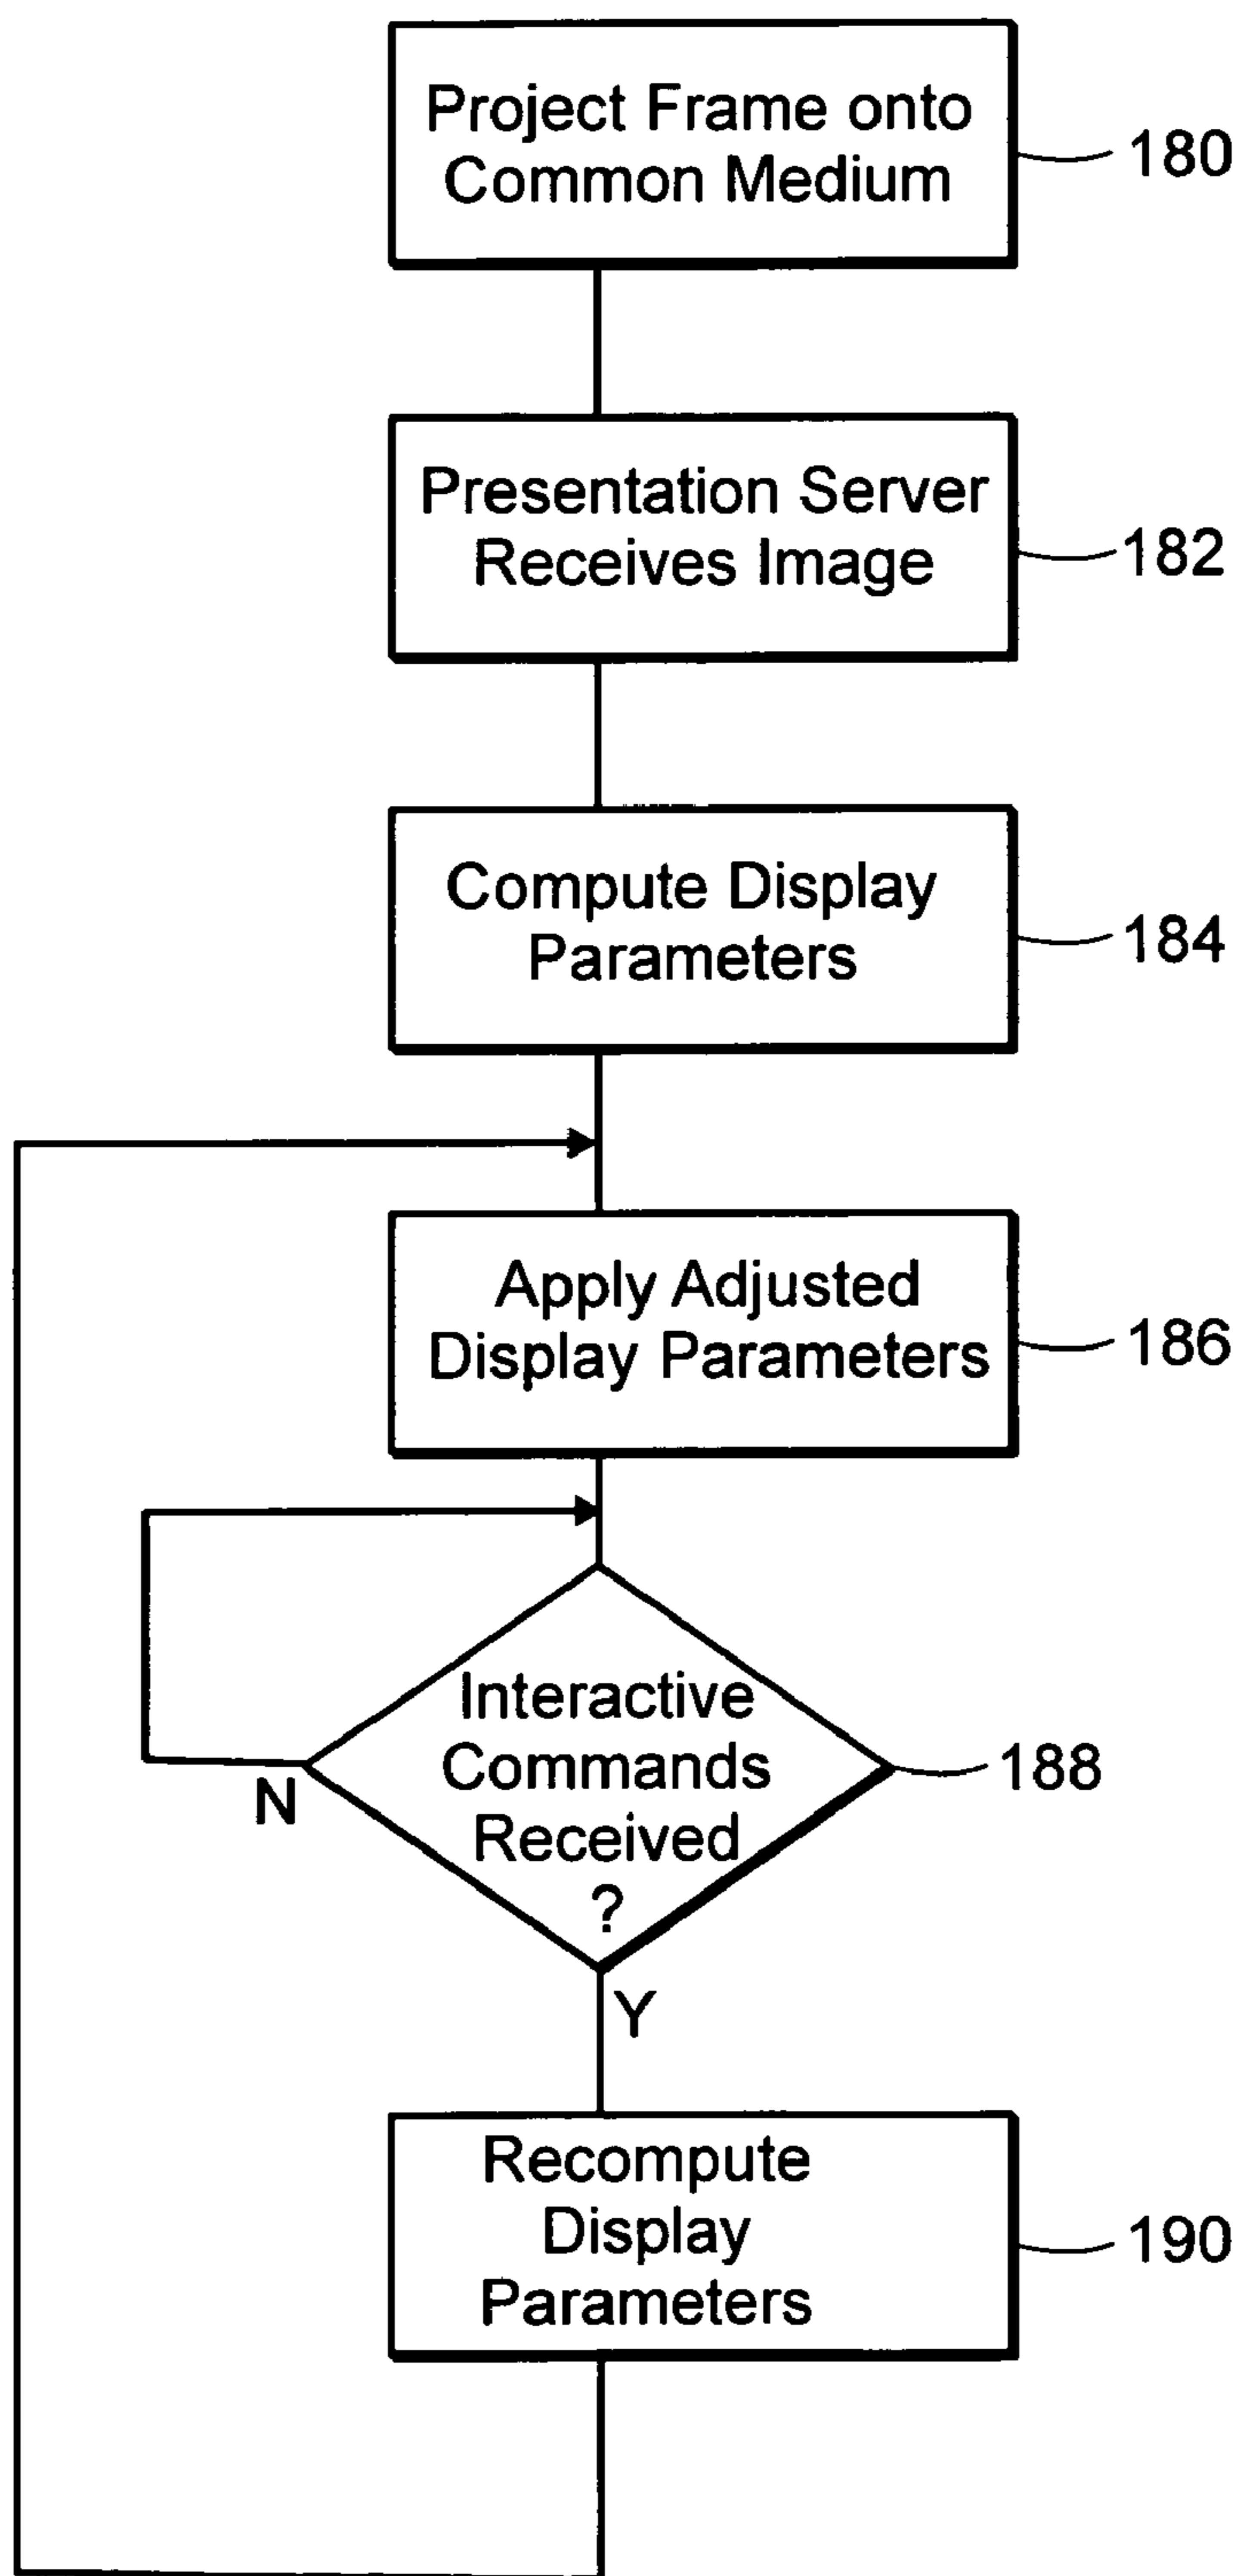 Project Frame onto
Common Medium
180
Presentation Server
Receives Image
182
Compute Display
Parameters
184
Apply Adjusted
Display Parameters
186
Interactive
Commands
Received
?
188
N
Y
Recompute
Display
Parameters
190